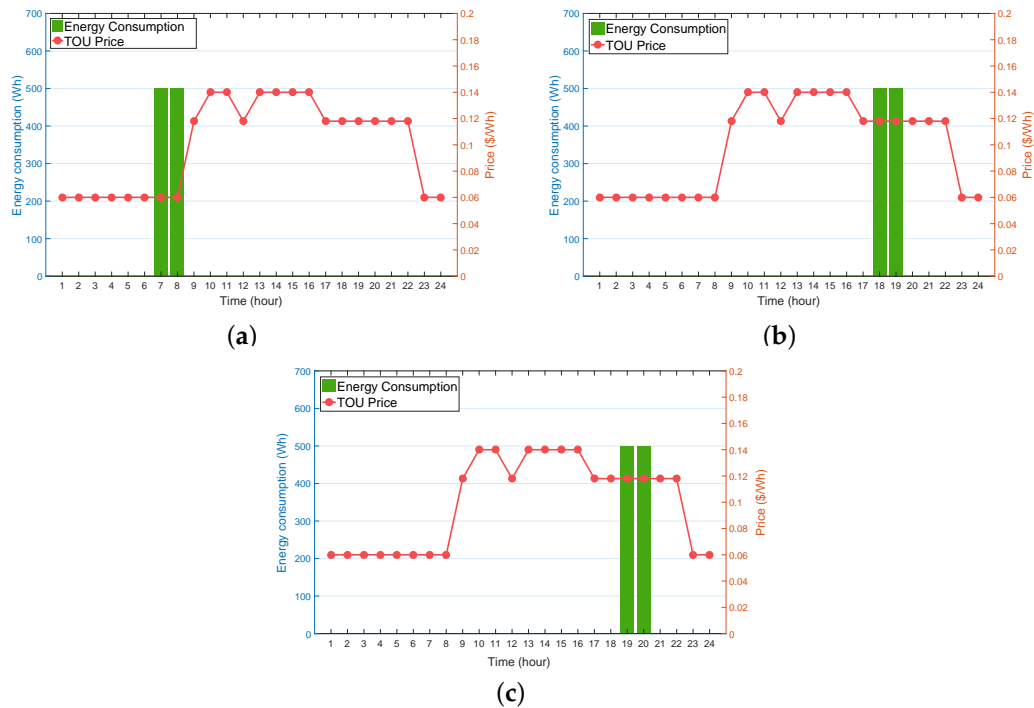 Energy Consumption
TOU Price
700
600
500
400
300
200
100
0
0.2
0.18
0.16
0.14
0.12
0.1
0.08
0.06
0.04
0.02
0
Energy consumption (Wh)
Price ($/Wh)
1 2 3 4 5 6 7 8 9 10 11 12 13 14 15 16 17 18 19 20 21 22 23 24
Time (hour)
(a)
Energy Consumption
TOU Price
700
600
500
400
300
200
100
0
0.2
0.18
0.16
0.14
0.12
0.1
0.08
0.06
0.04
0.02
0
Energy consumption (Wh)
Price ($/Wh)
1 2 3 4 5 6 7 8 9 10 11 12 13 14 15 16 17 18 19 20 21 22 23 24
Time (hour)
(b)
Energy Consumption
TOU Price
700
600
500
400
300
200
100
0
0.2
0.18
0.16
0.14
0.12
0.1
0.08
0.06
0.04
0.02
0
Energy consumption (Wh)
Price ($/Wh)
1 2 3 4 5 6 7 8 9 10 11 12 13 14 15 16 17 18 19 20 21 22 23 24
Time (hour)
(c)